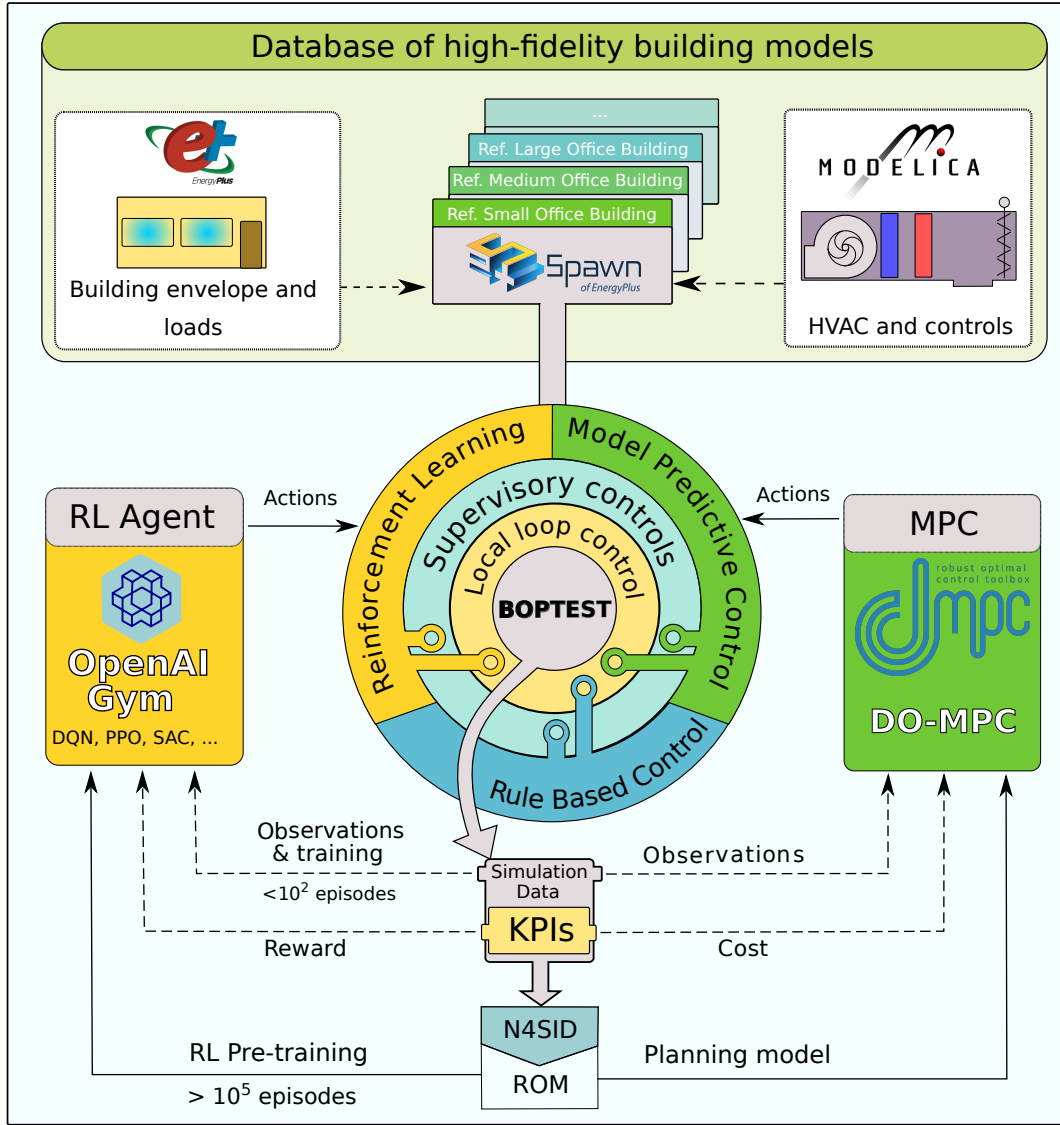 Database of high-fidelity building models
e+
EnergyPlus
Building envelope and
loads
...
Ref. Large Office Building
Ref. Medium Office Building
Ref. Small Office Building
Spawn
of EnergyPlus
MODELICA
HVAC and controls
Reinforcement Learning
Model Predictive Control
Rule Based Control
Supervisory controls
Local loop control
BOPTEST
RL Agent
OpenAI
Gym
DQN, PPO, SAC, ...
Actions
Actions
MPC
robust optimal
control toolbox
dmpc
DO-MPC
Observations
& training
<10² episodes
Reward
Simulation
Data
KPIs
Observations
Cost
N4SID
ROM
RL Pre-training
> 10⁵ episodes
Planning model